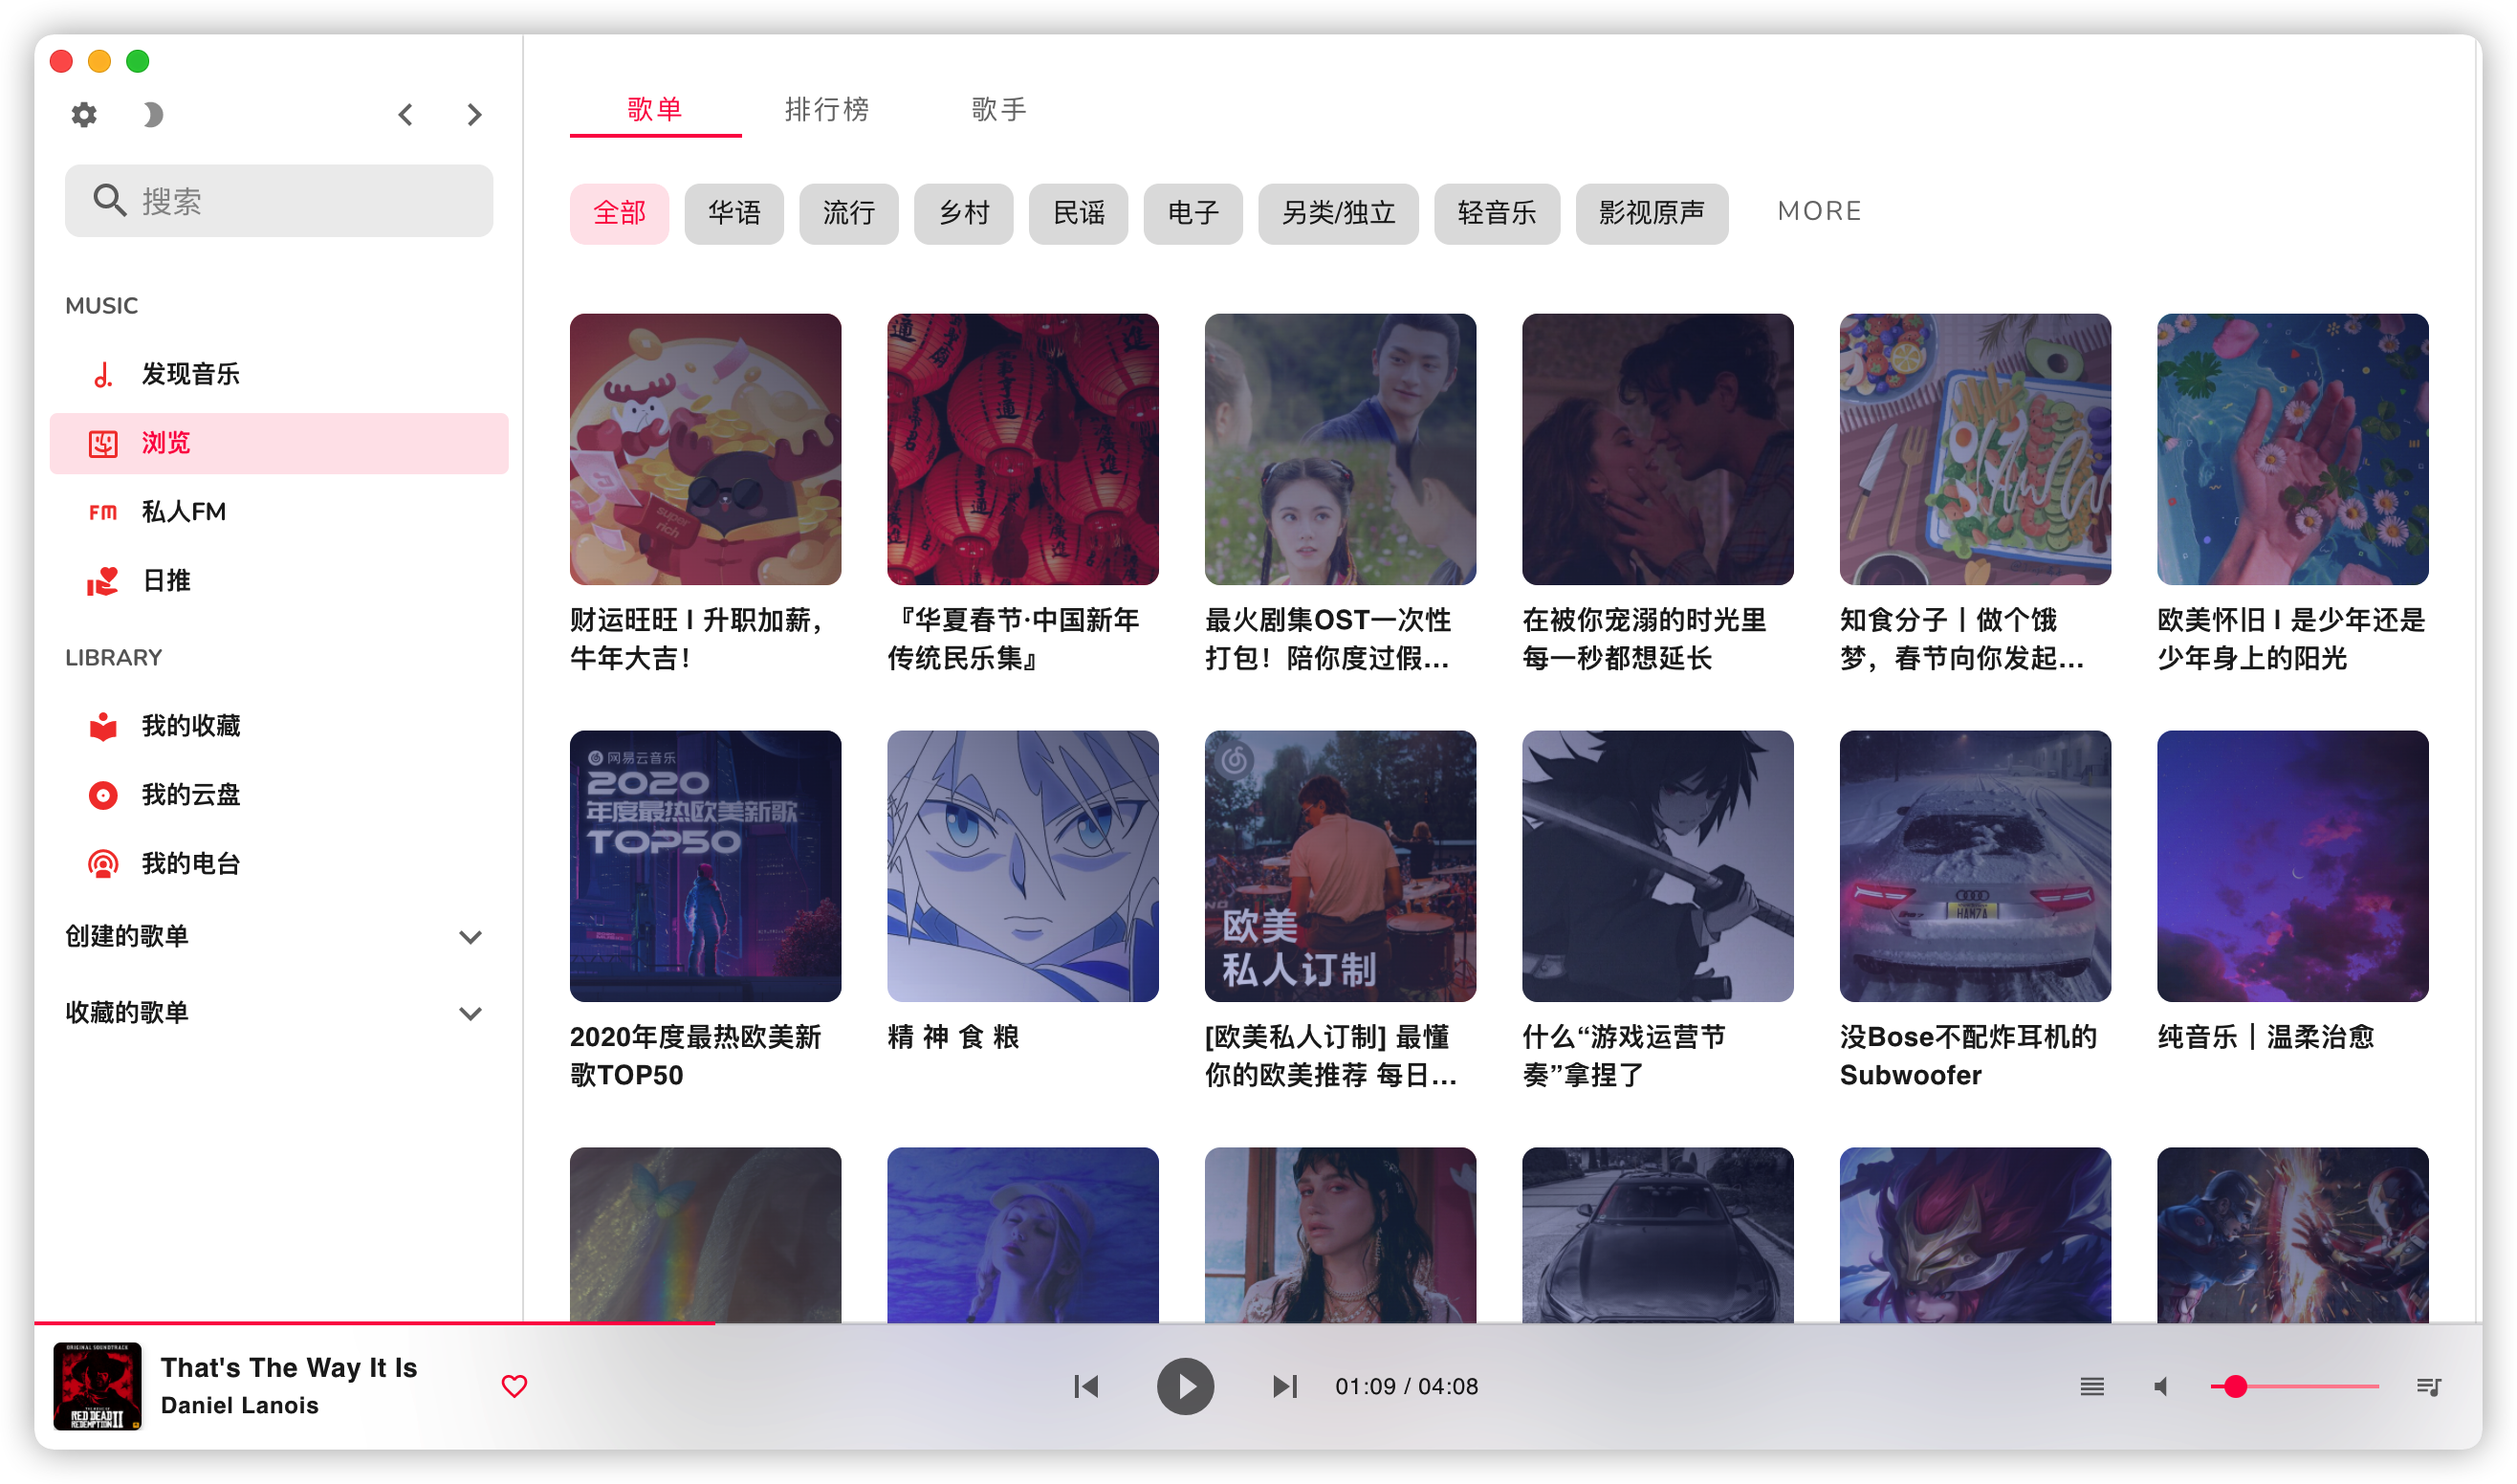 歌单 排行榜 歌手
搜索
全部 华语 流行 乡村 民谣 电子 另类/独立 轻音乐 影视原声 MORE
MUSIC
发现音乐
浏览
FM 私人FM
日推
LIBRARY
我的收藏
我的云盘
我的电台
创建的歌单
收藏的歌单
super
rich
财运旺旺 I 升职加薪，
牛年大吉！
『华夏春节·中国新年
传统民乐集』
最火剧集OST一次性
打包！陪你度过假...
在被你宠溺的时光里
每一秒都想延长
知食分子｜做个饿
梦，春节向你发起...
欧美怀旧 I 是少年还是
少年身上的阳光
网易云音乐
2020
年度最热欧美新歌
TOP50
欧美
私人订制
HAMZA
2020年度最热欧美新
歌TOP50
精 神 食 粮
[欧美私人订制] 最懂
你的欧美推荐 每日...
什么“游戏运营节
奏”拿捏了
没Bose不配炸耳机的
Subwoofer
纯音乐｜温柔治愈
ORIGINAL SOUNDTRACK
RED DEAD
REDEMPTION II
That's The Way It Is
Daniel Lanois
01:09 / 04:08